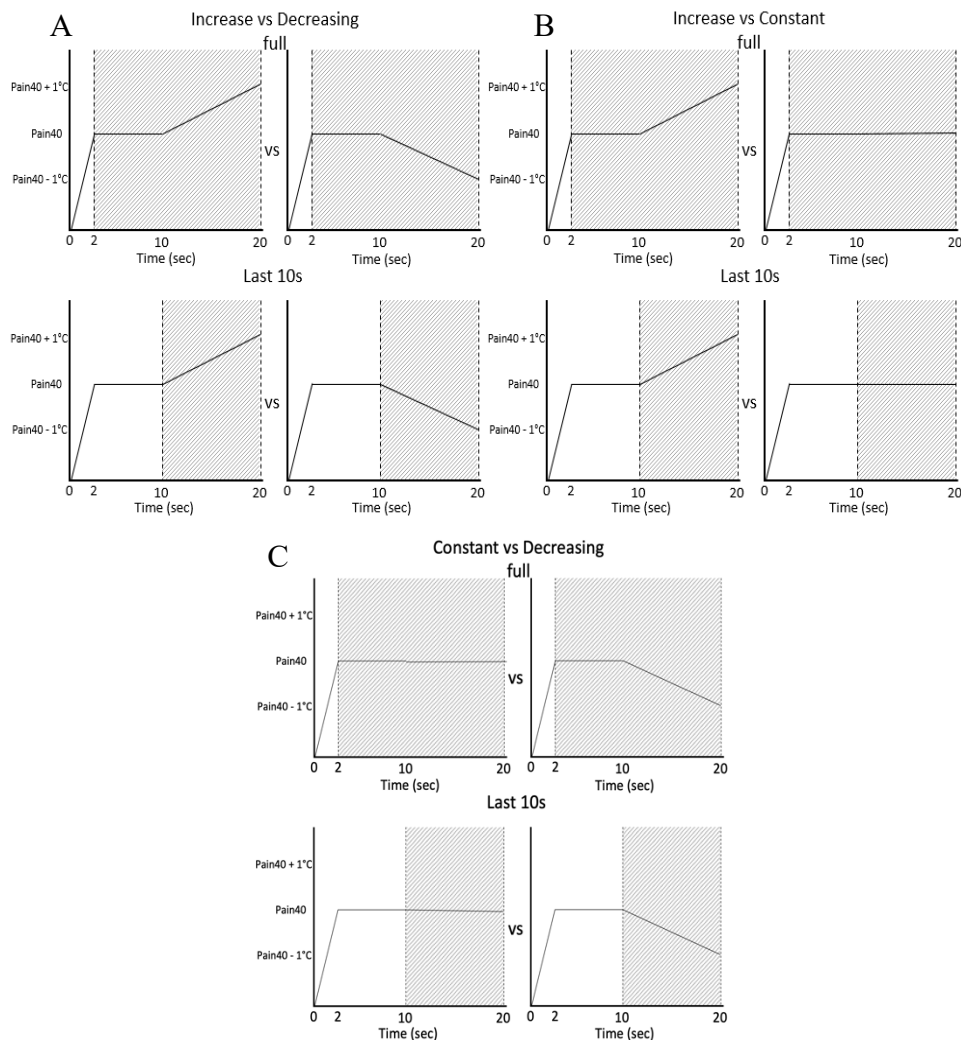 A
Increase vs Decreasing
full
Pain40 + 1°C
Pain40
Pain40 - 1°C
vs
0 2 10 20
Time (sec)
0 2 10 20
Time (sec)
Last 10s
Pain40 + 1°C
Pain40
Pain40 - 1°C
vs
0 2 10 20
Time (sec)
0 2 10 20
Time (sec)
B
Increase vs Constant
full
Pain40 + 1°C
Pain40
Pain40 - 1°C
vs
0 2 10 20
Time (sec)
0 2 10 20
Time (sec)
Last 10s
Pain40 + 1°C
Pain40
Pain40 - 1°C
vs
0 2 10 20
Time (sec)
0 2 10 20
Time (sec)
C
Constant vs Decreasing
full
Pain40 + 1°C
Pain40
Pain40 - 1°C
vs
0 2 10 20
Time (sec)
0 2 10 20
Time (sec)
Last 10s
Pain40 + 1°C
Pain40
Pain40 - 1°C
vs
0 2 10 20
Time (sec)
0 2 10 20
Time (sec)